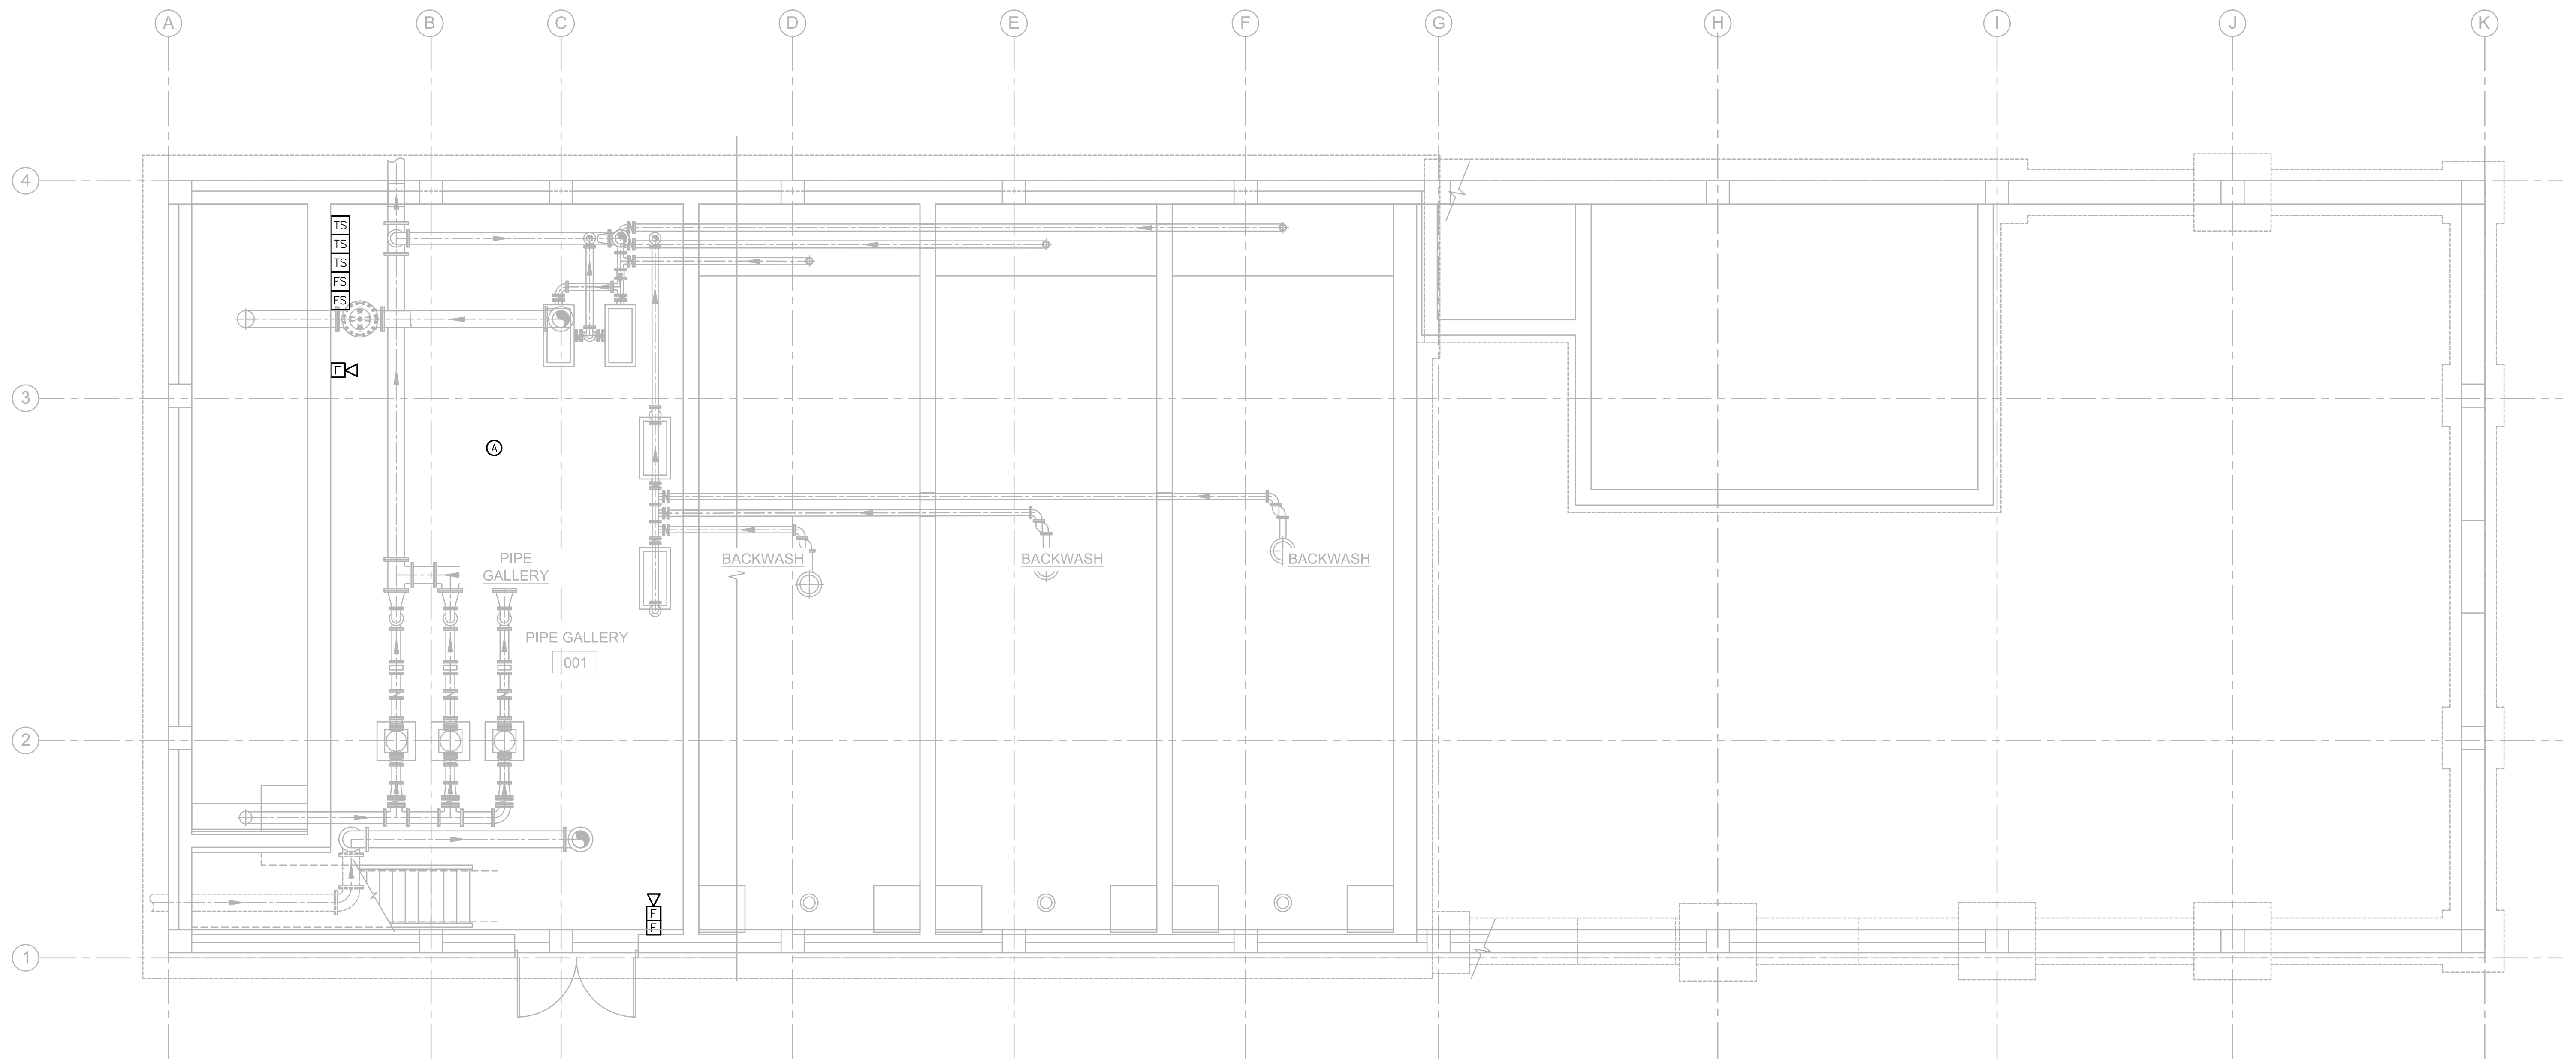 A B C D E F G H I J K
4
TS
TS
TS
FS
FS
F
3
A
PIPE
GALLERY
BACKWASH BACKWASH BACKWASH
PIPE GALLERY
001
2
F
F
1